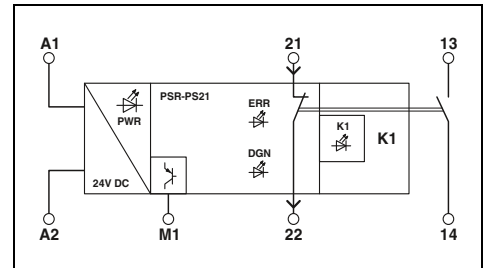 A1 21 13
PSR-PS21
PWR
ERR
K1
K1
DGN
24V DC
A2 M1 22 14